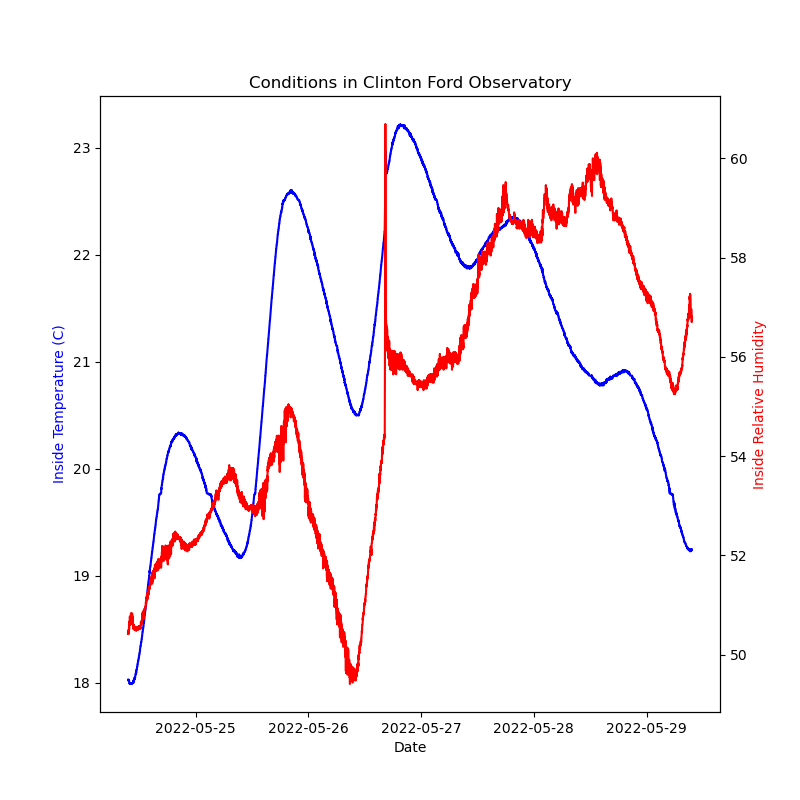 Conditions in Clinton Ford Observatory
Inside Temperature (C)
23
22
21
20
19
18
60
58
56
54
52
50
Inside Relative Humidity
2022-05-25 2022-05-26 2022-05-27 2022-05-28 2022-05-29
Date